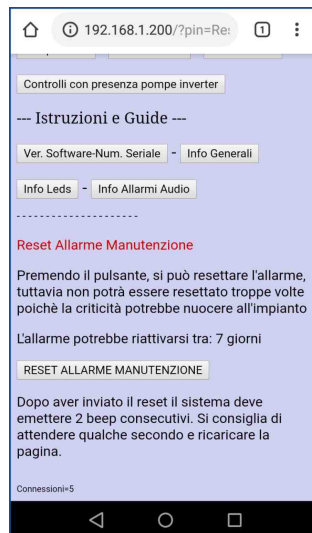 192.168.1.200/?pin=Re
1
Controlli con presenza pompe inverter
--- Istruzioni e Guide ---
Ver. Software-Num. Seriale - Info Generali
Info Leds - Info Allarmi Audio
- - - - - - - - - - - - - - - - - - - -
Reset Allarme Manutenzione
Premendo il pulsante, si può resettare l'allarme,
tuttavia non potrà essere resettato troppe volte
poichè la criticità potrebbe nuocere all'impianto
L'allarme potrebbe riattivarsi tra: 7 giorni
RESET ALLARME MANUTENZIONE
Dopo aver inviato il reset il sistema deve
emettere 2 beep consecutivi. Si consiglia di
attendere qualche secondo e ricaricare la
pagina.
Connessioni=5